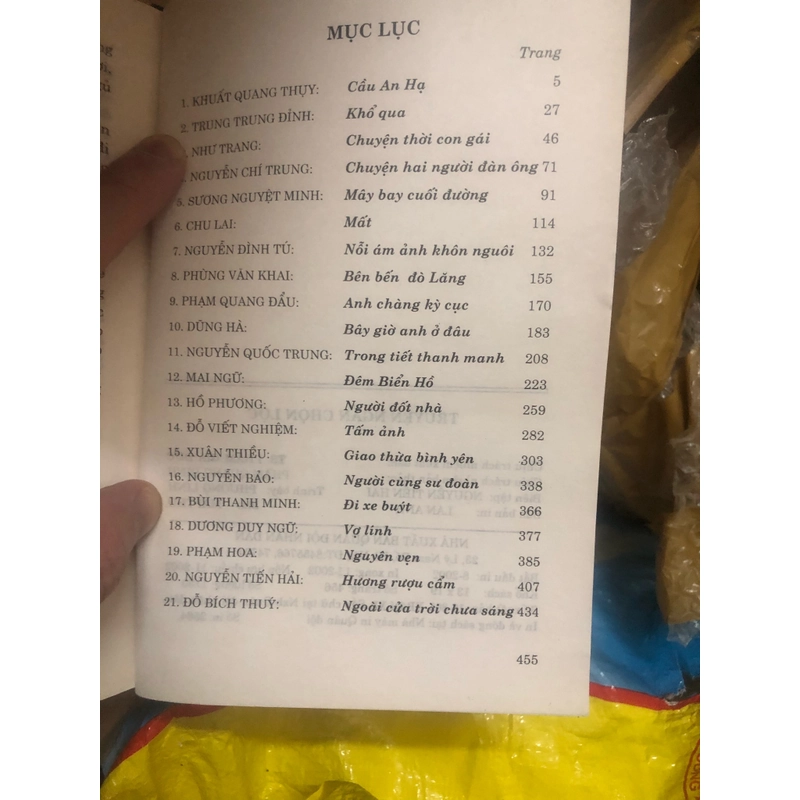 MỤC LỤC
Trang
1. KHUẤT QUANG THỤY: Cầu An Hạ 5
2. TRUNG TRUNG ĐỈNH: Khổ qua 27
NHƯ TRANG: Chuyện thời con gái 46
NGUYỄN CHÍ TRUNG: Chuyện hai người đàn ông 71
5. SƯƠNG NGUYỆT MINH: Mây bay cuối đường 91
6. CHU LAI: Mất 114
7. NGUYỄN ĐÌNH TÚ: Nỗi ám ảnh khôn nguôi 132
8. PHÙNG VĂN KHAI: Bên bến đò Lăng 155
9. PHẠM QUANG ĐẨU: Anh chàng kỳ cục 170
10. DŨNG HÀ: Bây giờ anh ở đâu 183
11. NGUYỄN QUỐC TRUNG: Trong tiết thanh manh 208
12. MAI NGỮ: Đêm Biển Hồ 223
13. HỒ PHƯƠNG: Người đốt nhà 259
14. ĐỖ VIẾT NGHIỆM: Tấm ảnh 282
15. XUÂN THIỀU: Giao thừa bình yên 303
16. NGUYỄN BẢO: Người cùng sư đoàn 338
17. BÙI THANH MINH: Đi xe buýt 366
18. DƯƠNG DUY NGỮ: Vợ lính 377
19. PHẠM HOA: Nguyên vẹn 385
20. NGUYỄN TIẾN HẢI: Hương rượu cẩm 407
21. ĐỖ BÍCH THUÝ: Ngoài cửa trời chưa sáng 434
455